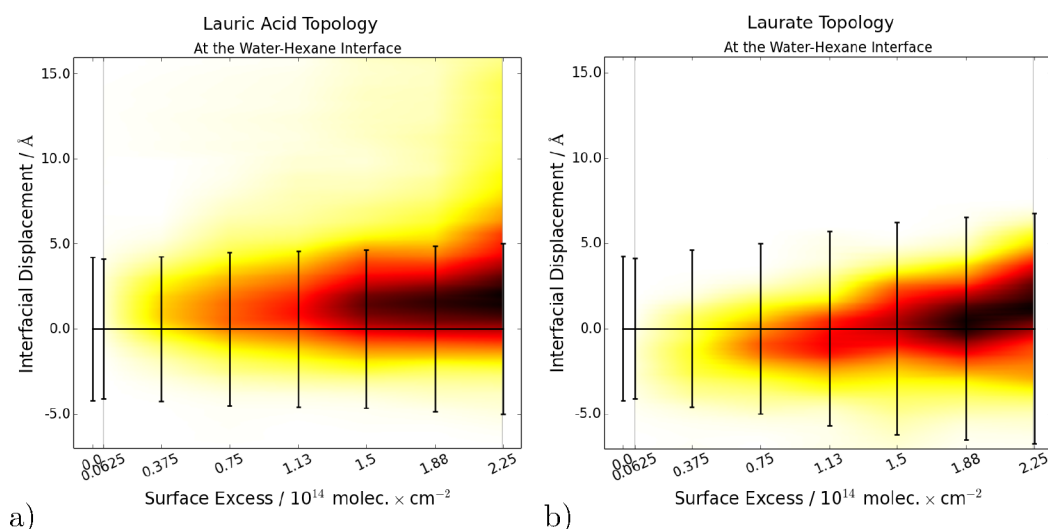 Lauric Acid Topology
At the Water-Hexane Interface
Interfacial Displacement / Å
15.0
10.0
5.0
0.0
-5.0
0.0
0.0625
0.375
0.75
1.13
1.5
1.88
2.25
Surface Excess / 10¹⁴ molec. × cm⁻²
a)
Laurate Topology
At the Water-Hexane Interface
Interfacial Displacement / Å
15.0
10.0
5.0
0.0
-5.0
0.0
0.0625
0.375
0.75
1.13
1.5
1.88
2.25
Surface Excess / 10¹⁴ molec. × cm⁻²
b)